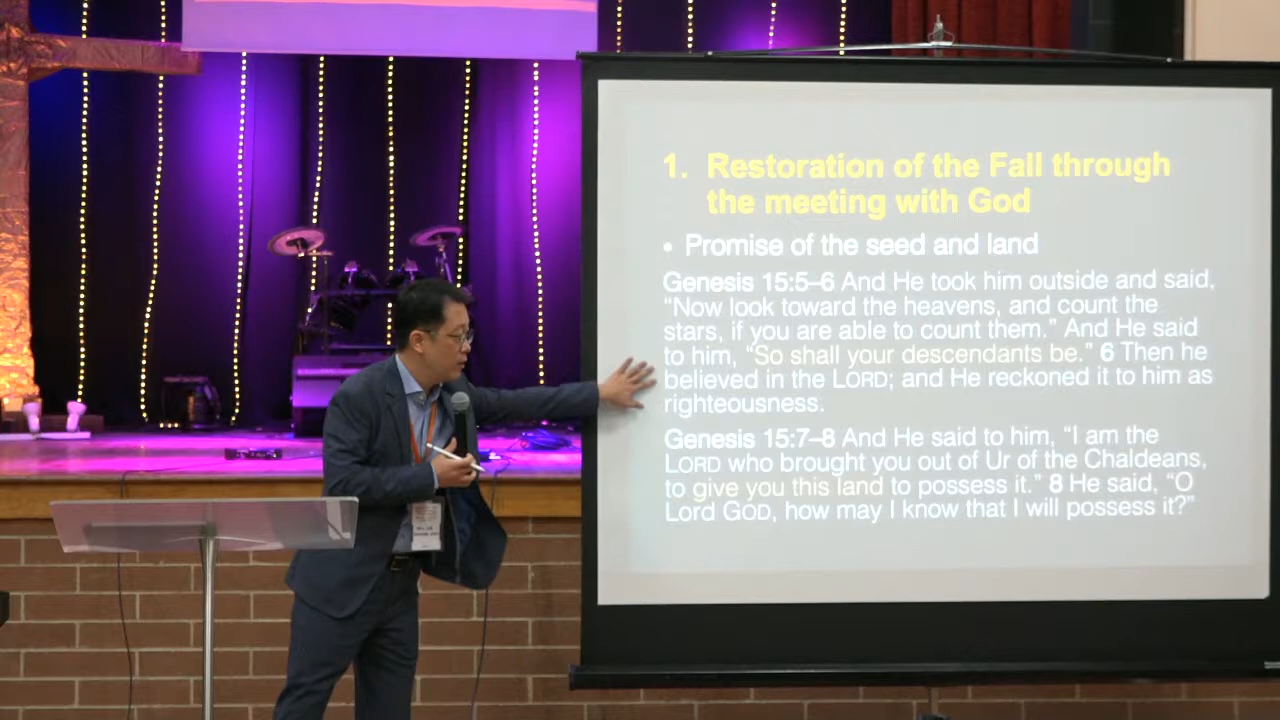 1. Restoration of the Fall through
the meeting with God
• Promise of the seed and land
Genesis 15:5–6 And He took him outside and said,
“Now look toward the heavens, and count the
stars, if you are able to count them.” And He said
to him, “So shall your descendants be.” 6 Then he
believed in the LORD; and He reckoned it to him as
righteousness.
Genesis 15:7–8 And He said to him, “I am the
LORD who brought you out of Ur of the Chaldeans,
to give you this land to possess it.” 8 He said, “O
Lord GOD, how may I know that I will possess it?”